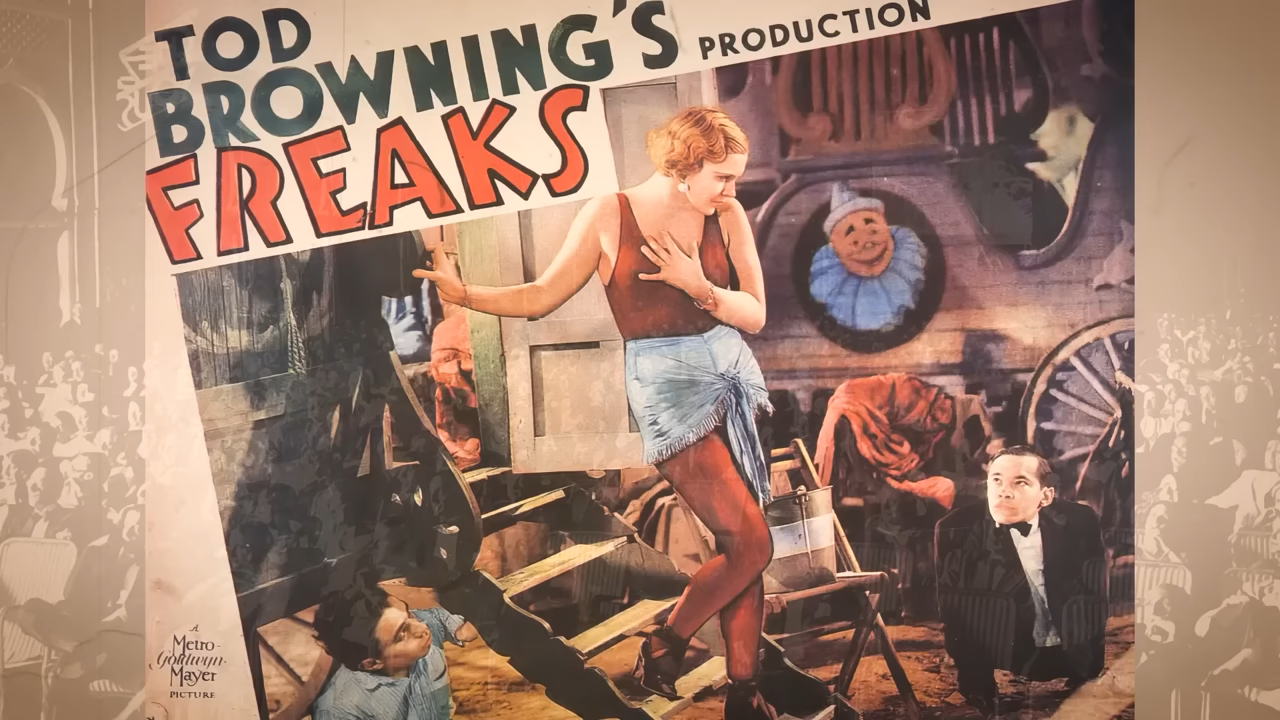 TOD
BROWNING'S PRODUCTION
FREAKS
A
Metro-
Goldwyn-
Mayer
PICTURE